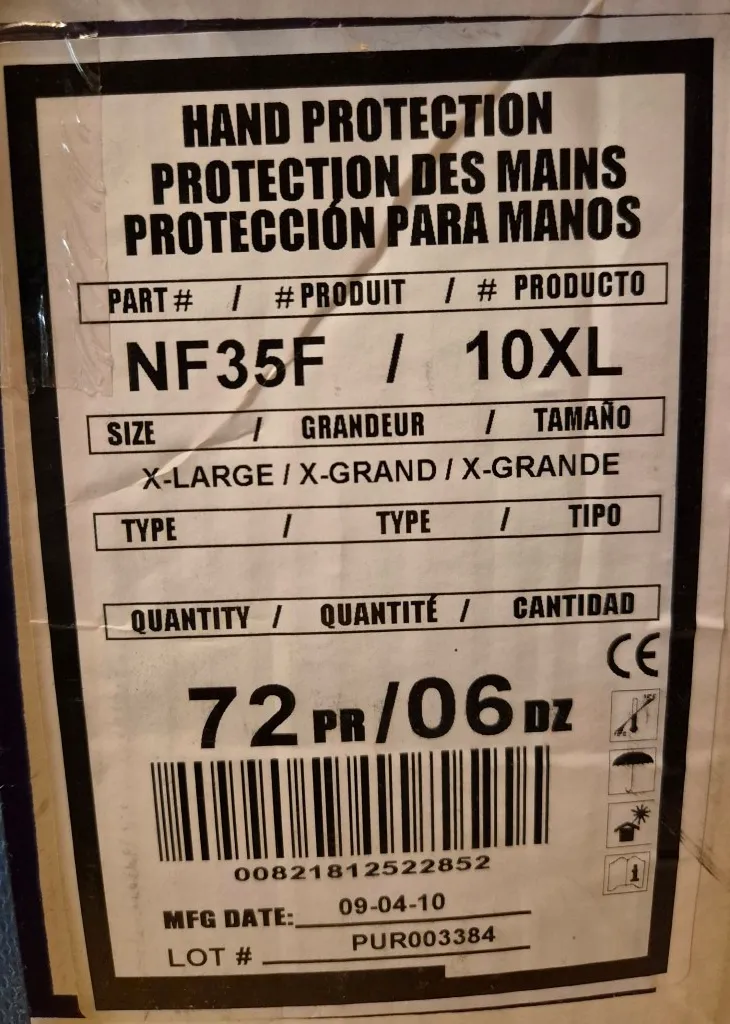 HAND PROTECTION
PROTECTION DES MAINS
PROTECCIÓN PARA MANOS
PART# / #PRODUIT / # PRODUCTO
NF35F / 10XL
SIZE / GRANDEUR / TAMAÑO
X-LARGE / X-GRAND / X-GRANDE
TYPE / TYPE / TIPO
QUANTITY / QUANTITÉ / CANTIDAD
CE
72 PR /06 DZ
00821812522852
MFG DATE: 09-04-10
LOT # PUR003384